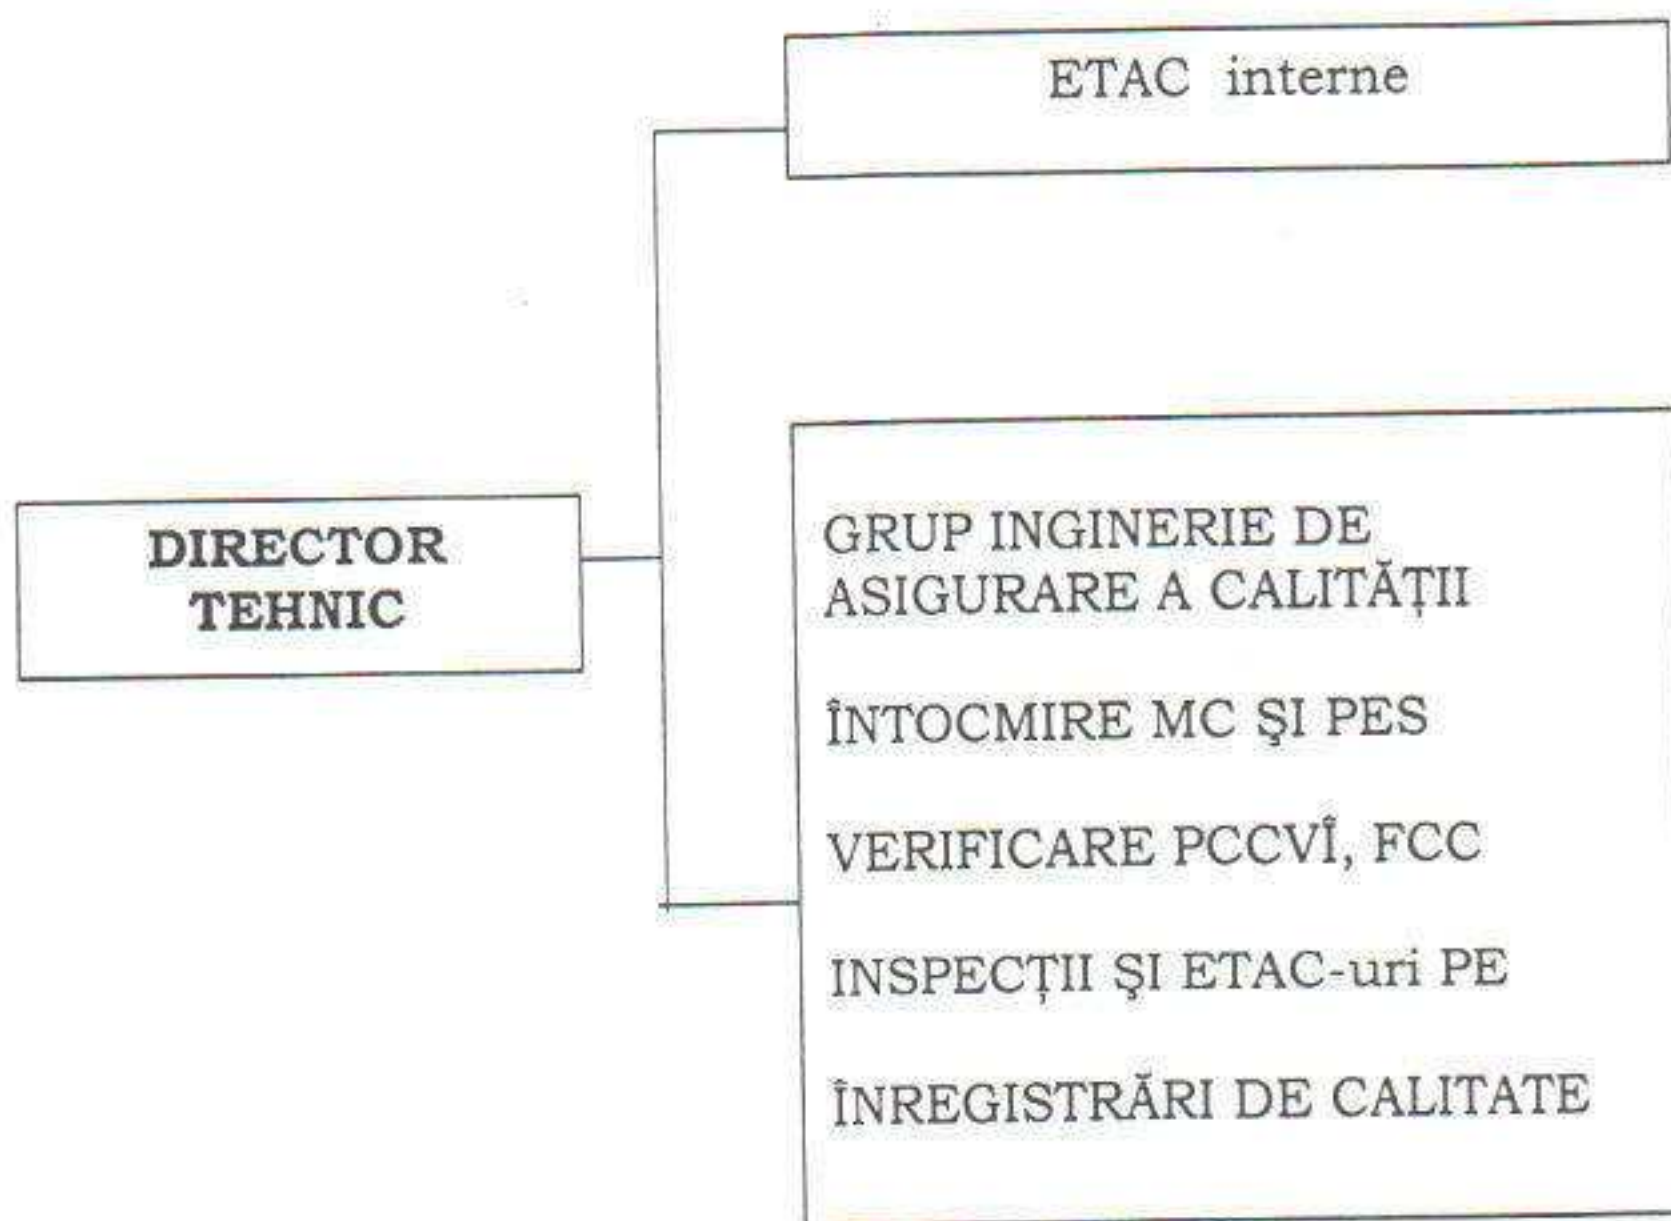 ETAC interne
DIRECTOR
TEHNIC
GRUP INGINERIE DE
ASIGURARE A CALITĂȚII
ÎNTOCMIRE MC ŞI PES
VERIFICARE PCCVÎ, FCC
INSPECȚII ŞI ETAC-uri PE
ÎNREGISTRĂRI DE CALITATE